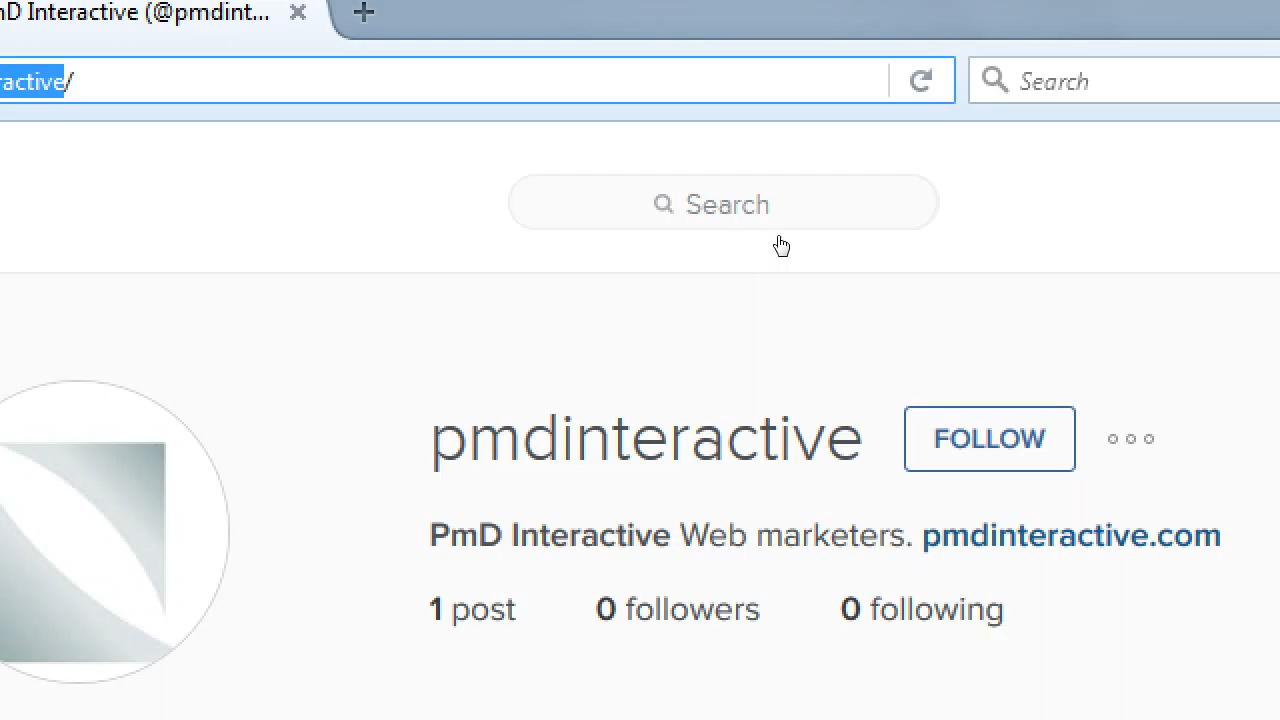 mD Interactive (@pmdint...
ractive/
Search
Search
pmdinteractive FOLLOW
PmD Interactive Web marketers. pmdinteractive.com
1 post 0 followers 0 following